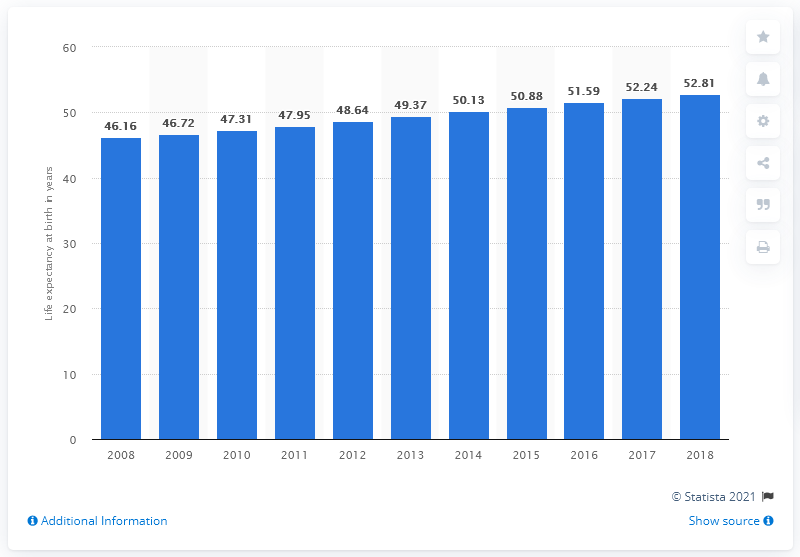 60
50
40
30
20
10
0
Life expectancy at birth in years
46.16 46.72 47.31 47.95 48.64 49.37 50.13 50.88 51.59 52.24 52.81
2008 2009 2010 2011 2012 2013 2014 2015 2016 2017 2018
© Statista 2021
Additional Information
Show source